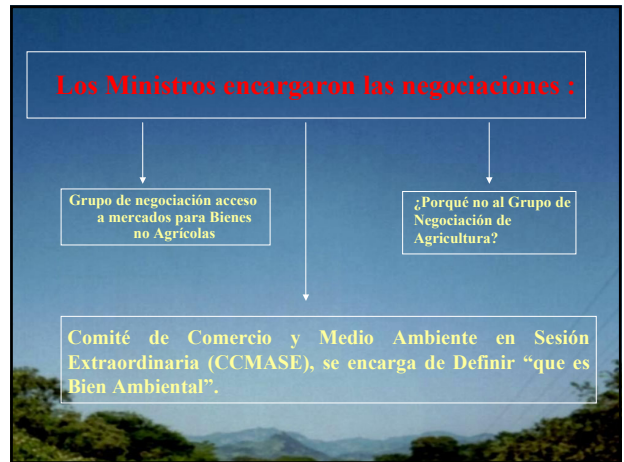 Los Ministros encargaron las negociaciones :
Grupo de negociación acceso
a mercados para Bienes
no Agrícolas
¿Porqué no al Grupo de
Negociación de
Agricultura?
Comité de Comercio y Medio Ambiente en Sesión
Extraordinaria (CCMASE), se encarga de Definir “que es
Bien Ambiental”.